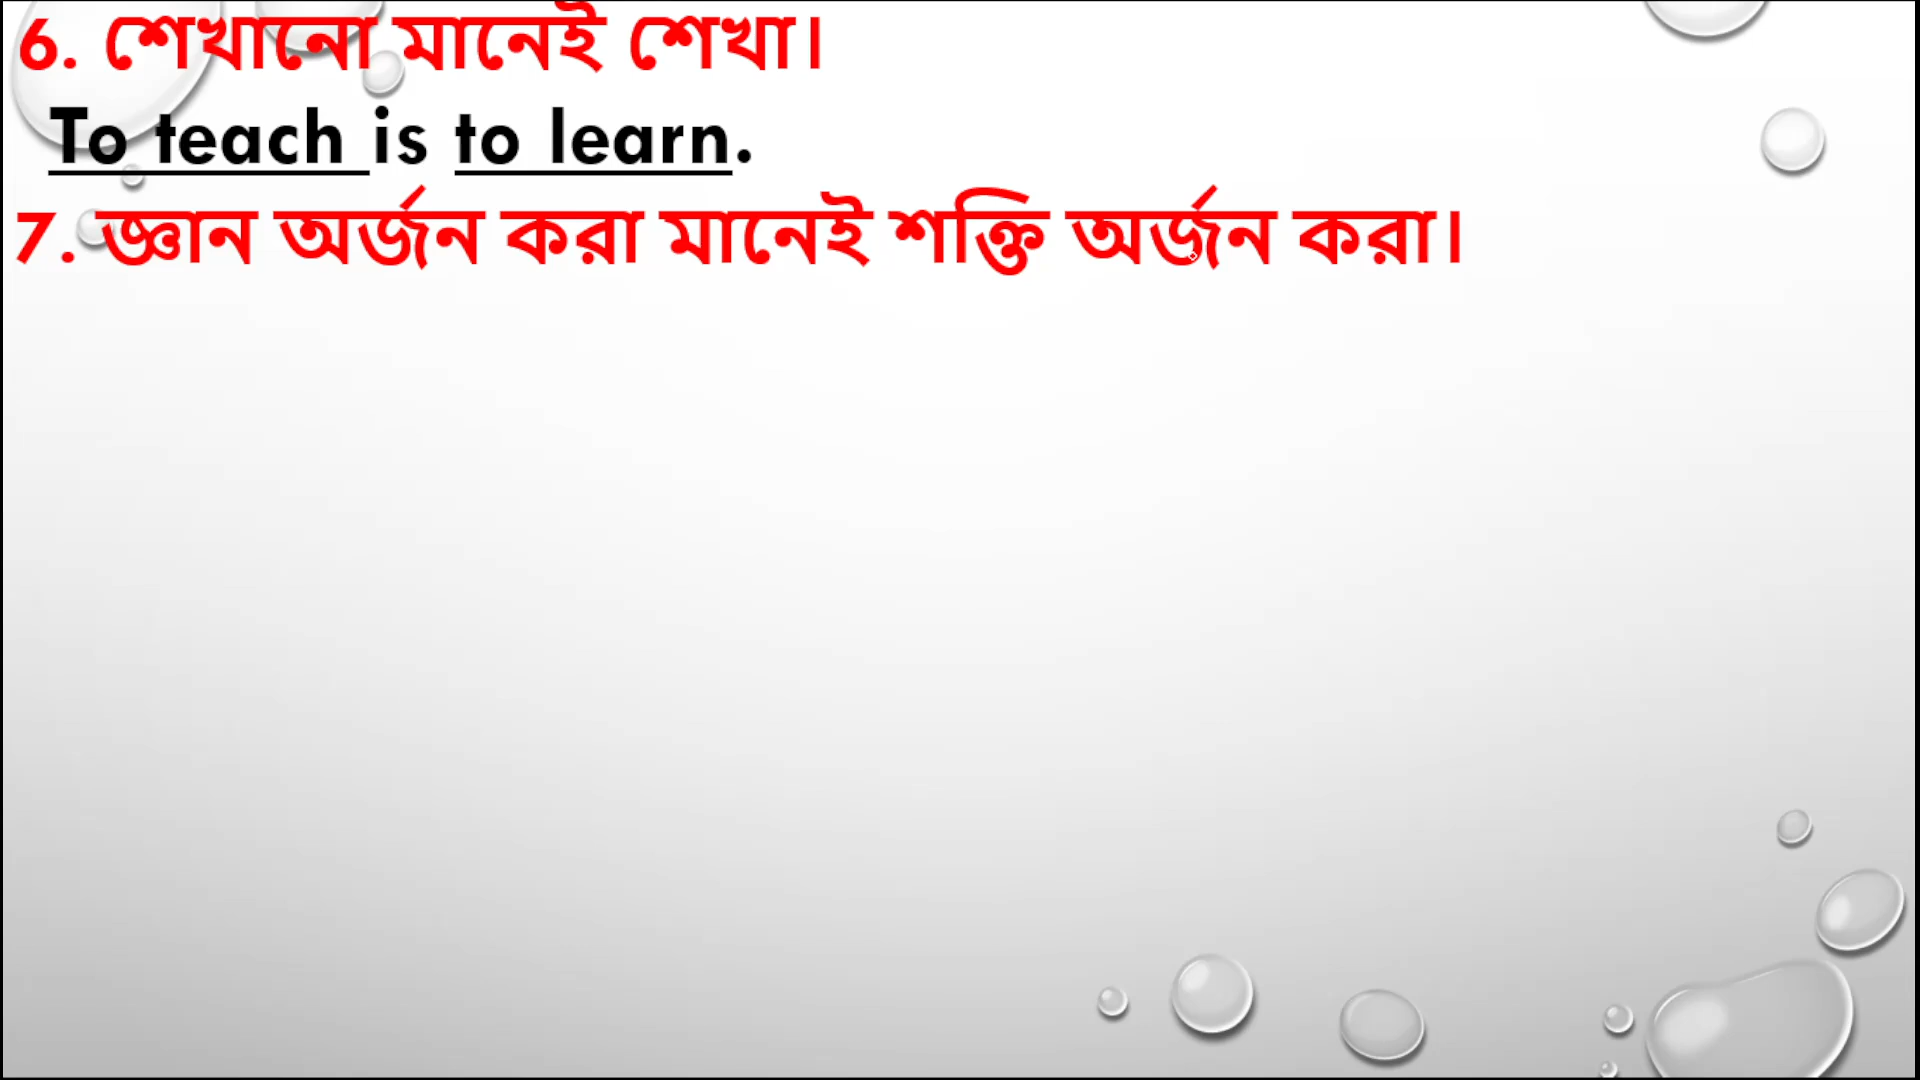 6. শেখানো মানেই শেখা।
To teach is to learn.
7. জ্ঞান অর্জন করা মানেই শক্তি অর্জন করা।